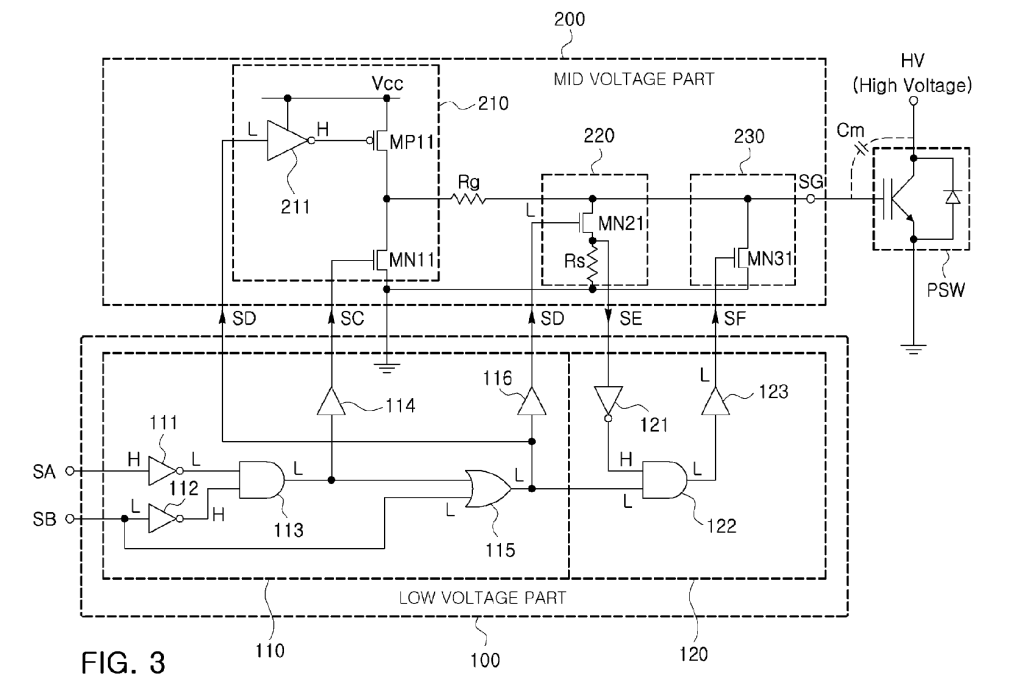 200
MID VOLTAGE PART
HV
(High Voltage)
Vcc
210
L
H
MP11
211
Cm
220
230
Rg
SG
L
MN21
MN11
Rs
MN31
PSW
SD
SC
SD
SE
SF
114
116
121
L
123
111
SA
H
L
L
H
L
112
SB
L
H
113
L
115
L
L
122
LOW VOLTAGE PART
110
100
120
FIG. 3